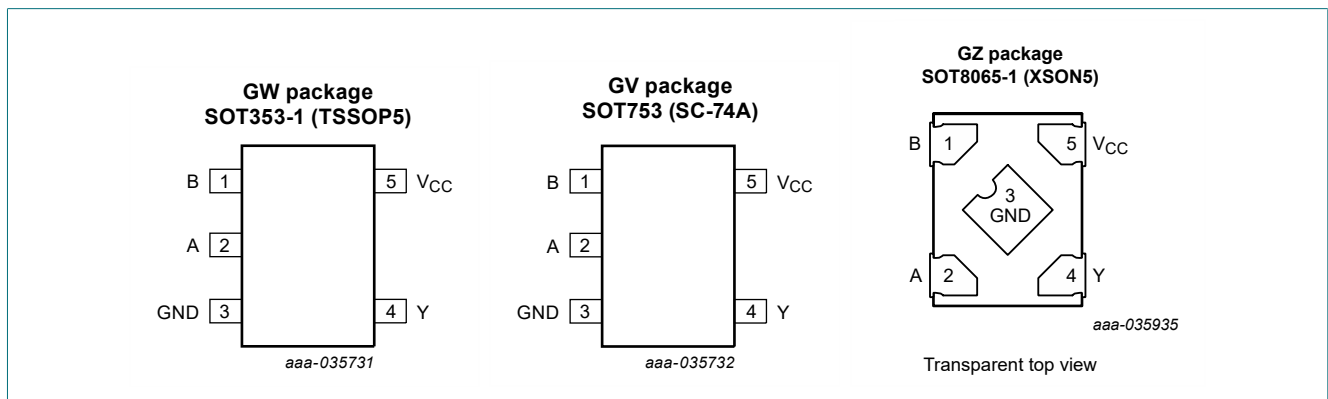 GW package
SOT353-1 (TSSOP5)
B 1
5 VCC
A 2
GND 3
4 Y
aaa-035731
GV package
SOT753 (SC-74A)
B 1
5 VCC
A 2
GND 3
4 Y
aaa-035732
GZ package
SOT8065-1 (XSON5)
B 1
5 VCC
3
GND
A 2
4 Y
aaa-035935
Transparent top view